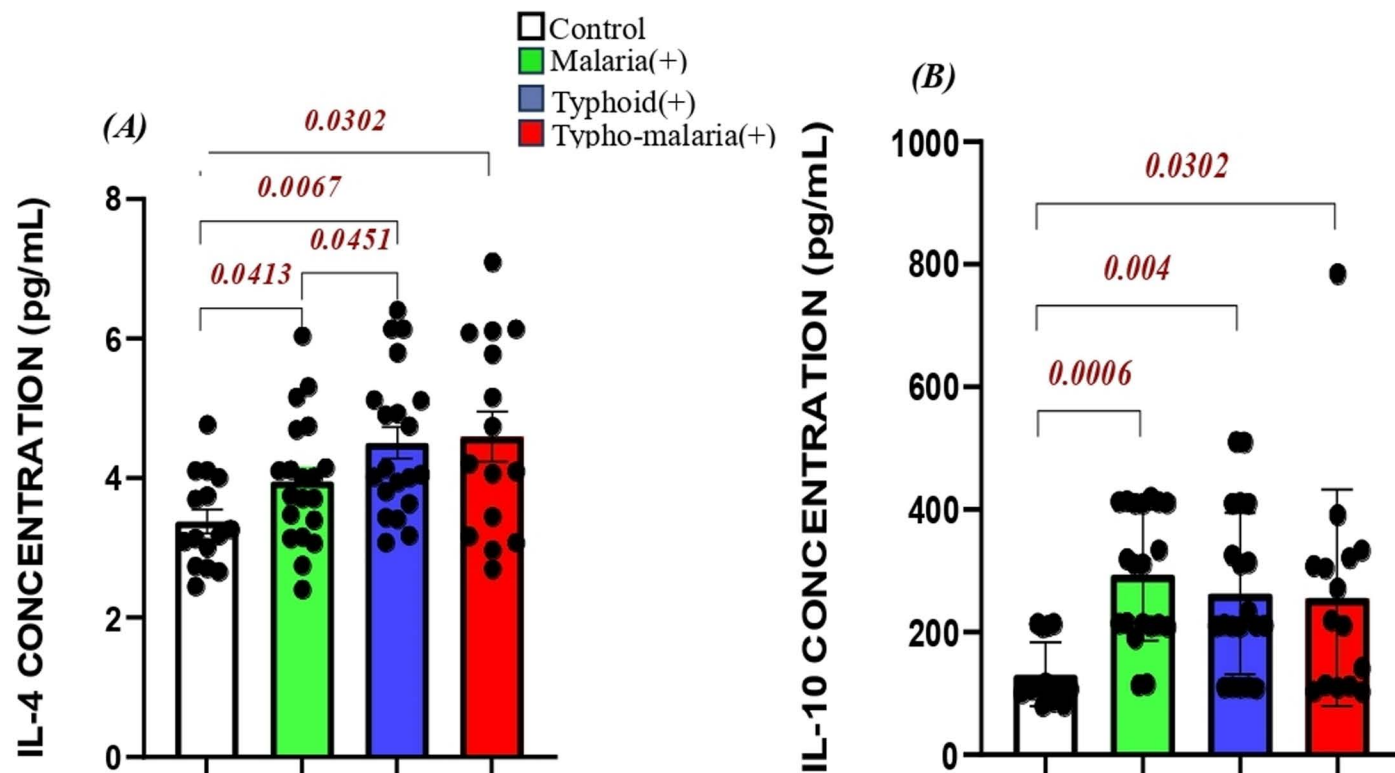 Control
Malaria(+)
Typhoid(+)
Typho-malaria(+)
(A)
0.0302
0.0067
0.0451
0.0413
IL-4 CONCENTRATION (pg/mL)
8
6
4
2
0
(B)
0.0302
0.004
0.0006
IL-10 CONCENTRATION (pg/mL)
1000
800
600
400
200
0